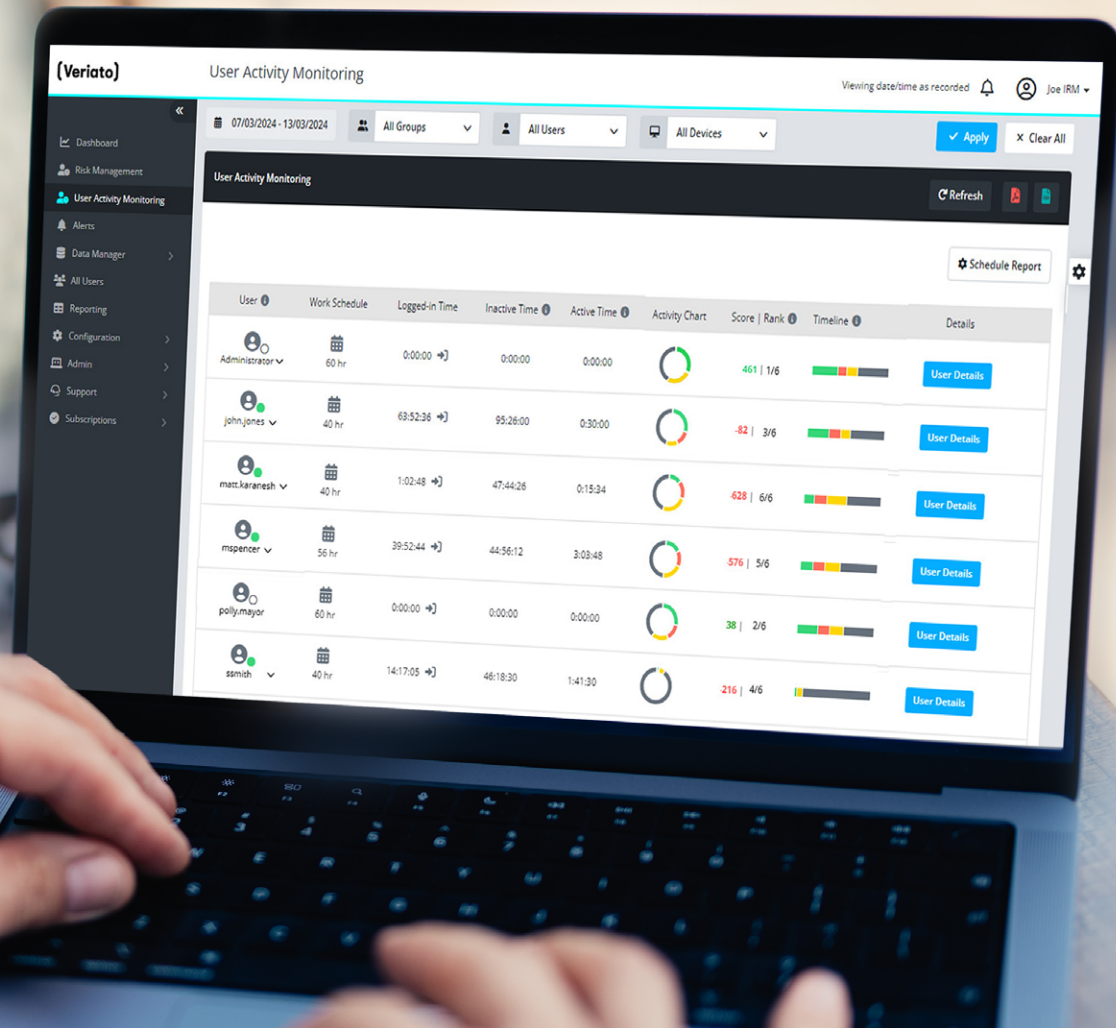 (Veriato)
User Activity Monitoring
Viewing date/time as recorded
Joe IRM
07/03/2024 - 13/03/2024
All Groups
All Users
All Devices
Apply
X Clear All
Dashboard
Risk Management
User Activity Monitoring
Alerts
Data Manager
All Users
Reporting
Configuration
Admin
Support
Subscriptions
User Activity Monitoring
Refresh
Schedule Report
User Work Schedule Logged-in Time Inactive Time Active Time Activity Chart Score | Rank Timeline Details
Administrator 60 hr 0:00:00 0:00:00 0:00:00 461 | 1/6 User Details
john.jones 40 hr 63:52:36 95:26:00 0:30:00 -82 | 3/6 User Details
matt.karanesh 40 hr 1:02:48 47:44:26 0:15:34 -628 | 6/6 User Details
mspencer 56 hr 39:52:44 44:56:12 3:03:48 -576 | 5/6 User Details
polly.mayor 60 hr 0:00:00 0:00:00 0:00:00 38 | 2/6 User Details
ssmith 40 hr 14:17:05 46:18:30 1:41:30 -216 | 4/6 User Details